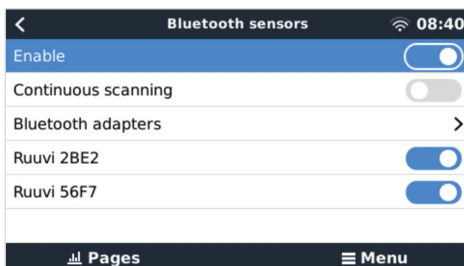 Bluetooth sensors 08:40
Enable
Continuous scanning
Bluetooth adapters
Ruuvi 2BE2
Ruuvi 56F7
Pages Menu